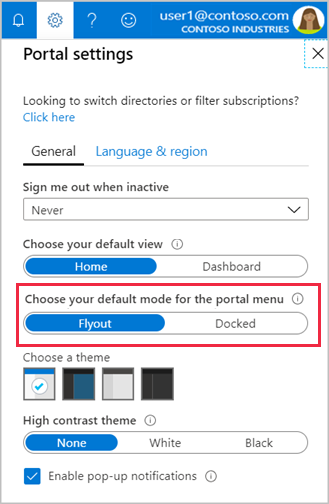 user1@contoso.com
CONTOSO INDUSTRIES
Portal settings
Looking to switch directories or filter subscriptions?
Click here
General Language & region
Sign me out when inactive
Never
Choose your default view
Home Dashboard
Choose your default mode for the portal menu
Flyout Docked
Choose a theme
High contrast theme
None White Black
Enable pop-up notifications